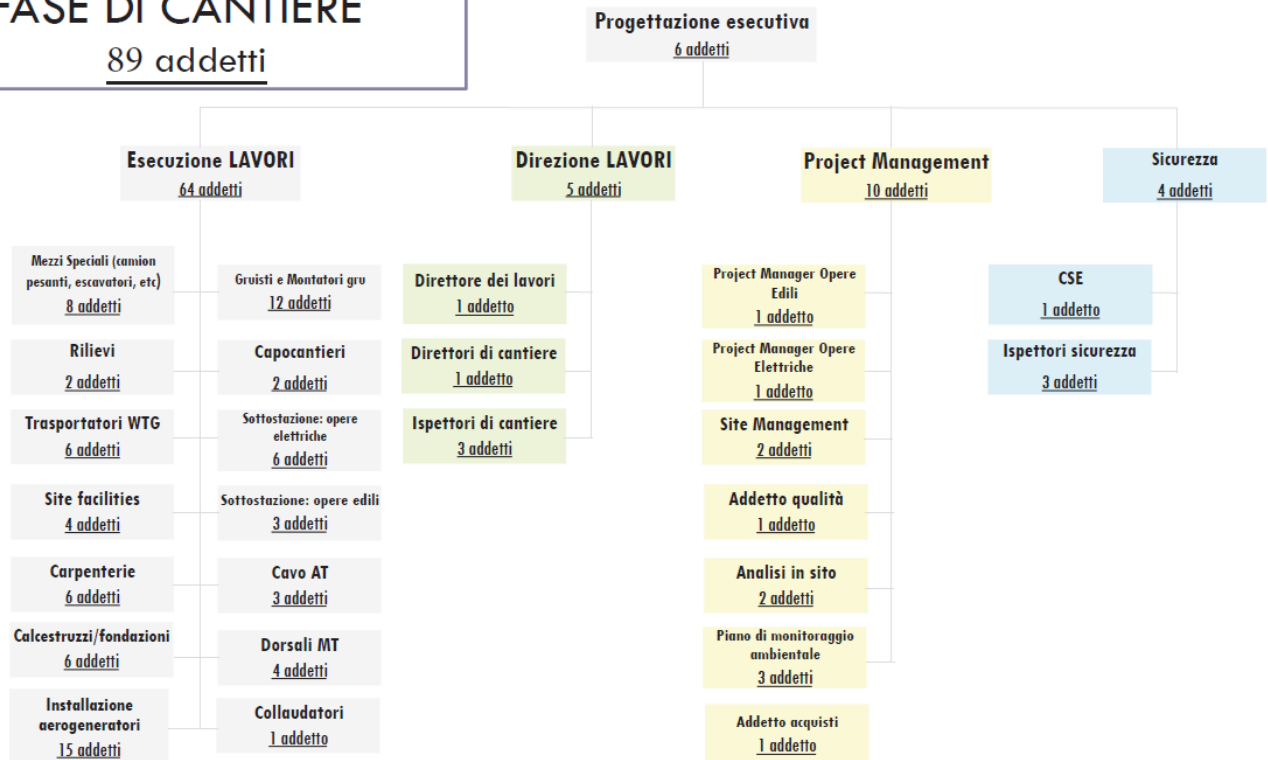 FASE DI CANTIERE
89 addetti
Progettazione esecutiva
6 addetti
Esecuzione LAVORI
64 addetti
Mezzi Speciali (camion
pesanti, escavatori, etc)
8 addetti
Gruisti e Montatori gru
12 addetti
Rilievi
2 addetti
Capocantieri
2 addetti
Trasportatori WTG
6 addetti
Sottostazione: opere
elettriche
6 addetti
Site facilities
4 addetti
Sottostazione: opere edili
3 addetti
Carpenterie
6 addetti
Cavo AT
3 addetti
Calcestruzzi/fondazioni
6 addetti
Dorsali MT
4 addetti
Installazione
aerogeneratori
15 addetti
Collaudatori
1 addetto
Direzione LAVORI
5 addetti
Direttore dei lavori
1 addetto
Direttori di cantiere
1 addetto
Ispettori di cantiere
3 addetti
Project Management
10 addetti
Project Manager Opere
Edili
1 addetto
Project Manager Opere
Elettriche
1 addetto
Site Management
2 addetti
Addetto qualità
1 addetto
Analisi in sito
2 addetti
Piano di monitoraggio
ambientale
3 addetti
Addetto acquisti
1 addetto
Sicurezza
4 addetti
CSE
1 addetto
Ispettori sicurezza
3 addetti